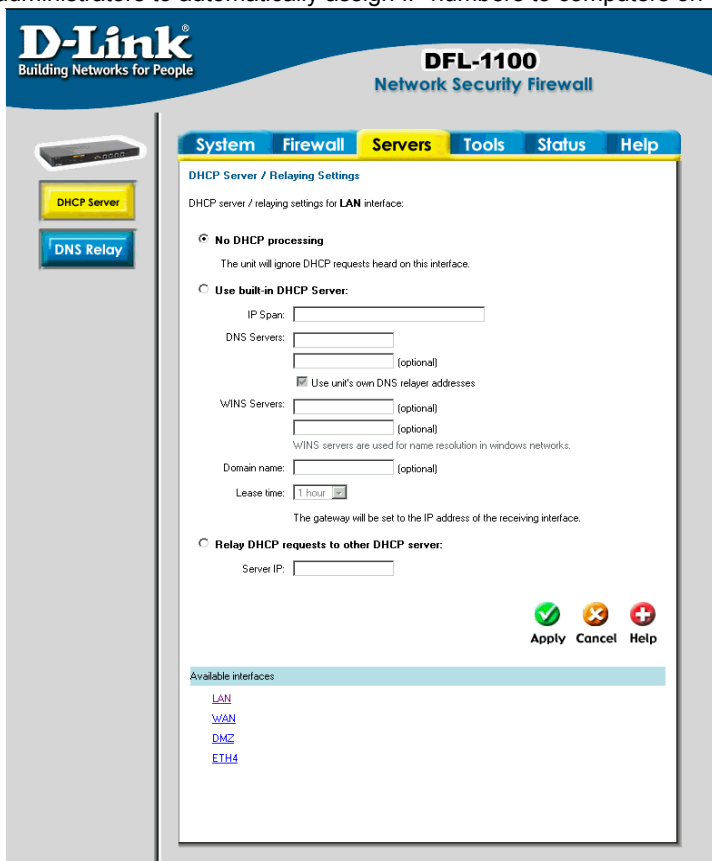 administrators to automatically assign IP numbers to computers on
D-Link®
Building Networks for People
DFL-1100
Network Security Firewall
System Firewall Servers Tools Status Help
DHCP Server
DNS Relay
DHCP Server / Relaying Settings
DHCP server / relaying settings for LAN interface:
No DHCP processing
The unit will ignore DHCP requests heard on this interface.
Use built-in DHCP Server:
IP Span:
DNS Servers:
(optional)
Use unit's own DNS relayer addresses
WINS Servers: (optional)
(optional)
WINS servers are used for name resolution in windows networks.
Domain name: (optional)
Lease time: 1 hour
The gateway will be set to the IP address of the receiving interface.
Relay DHCP requests to other DHCP server:
Server IP:
Apply Cancel Help
Available interfaces
LAN
WAN
DMZ
ETH4